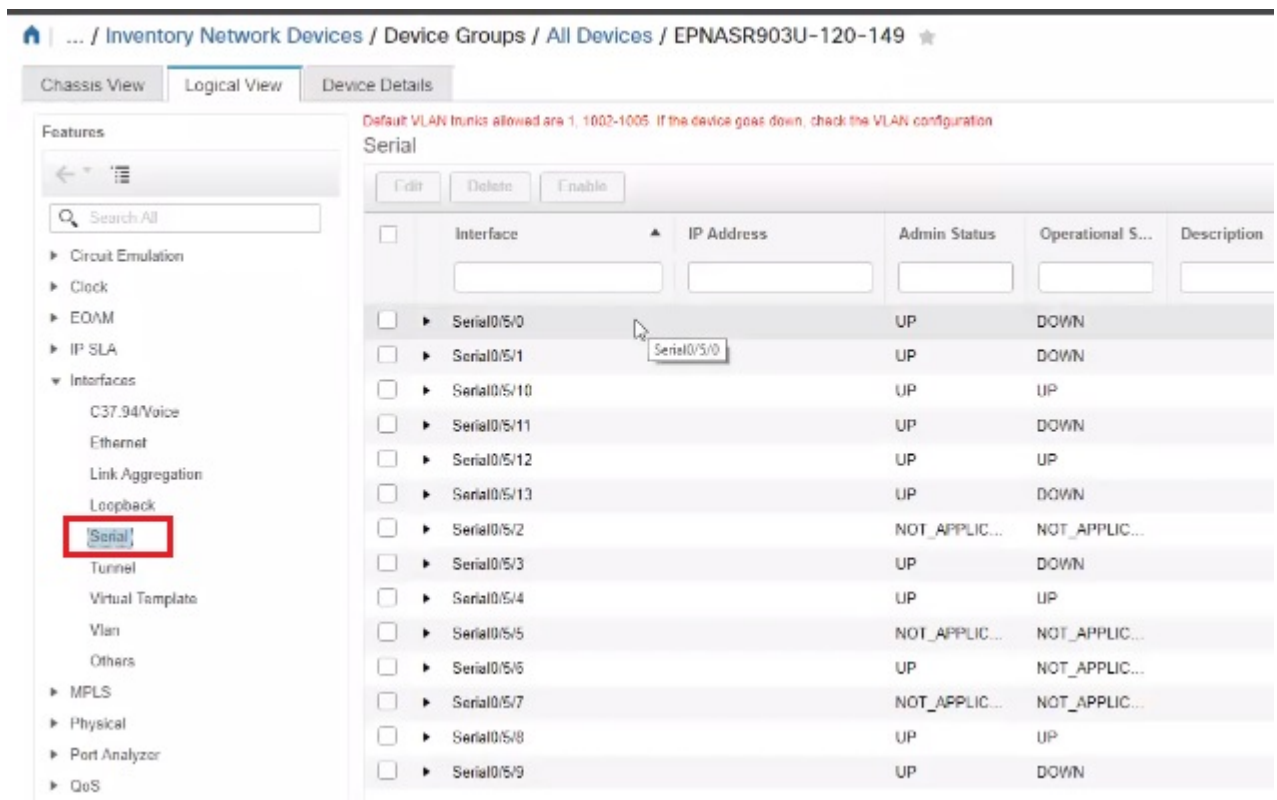 ... / Inventory Network Devices / Device Groups / All Devices / EPNASR903U-120-149
Chassis View Logical View Device Details
Features
Search All
Circuit Emulation
Clock
EOAM
IP SLA
Interfaces
C37.94/Voice
Ethernet
Link Aggregation
Loopback
Serial
Tunnel
Virtual Template
Vlan
Others
MPLS
Physical
Port Analyzer
QoS
Default VLAN trunks allowed are 1, 1002-1005. If the device goes down, check the VLAN configuration
Serial
Edit Delete Enable
Interface IP Address Admin Status Operational S... Description
Serial0/5/0 UP DOWN
Serial0/5/0
Serial0/5/1 UP DOWN
Serial0/5/10 UP UP
Serial0/5/11 UP DOWN
Serial0/5/12 UP UP
Serial0/5/13 UP DOWN
Serial0/5/2 NOT_APPLIC... NOT_APPLIC...
Serial0/5/3 UP DOWN
Serial0/5/4 UP UP
Serial0/5/5 NOT_APPLIC... NOT_APPLIC...
Serial0/5/6 UP NOT_APPLIC...
Serial0/5/7 NOT_APPLIC... NOT_APPLIC...
Serial0/5/8 UP UP
Serial0/5/9 UP DOWN